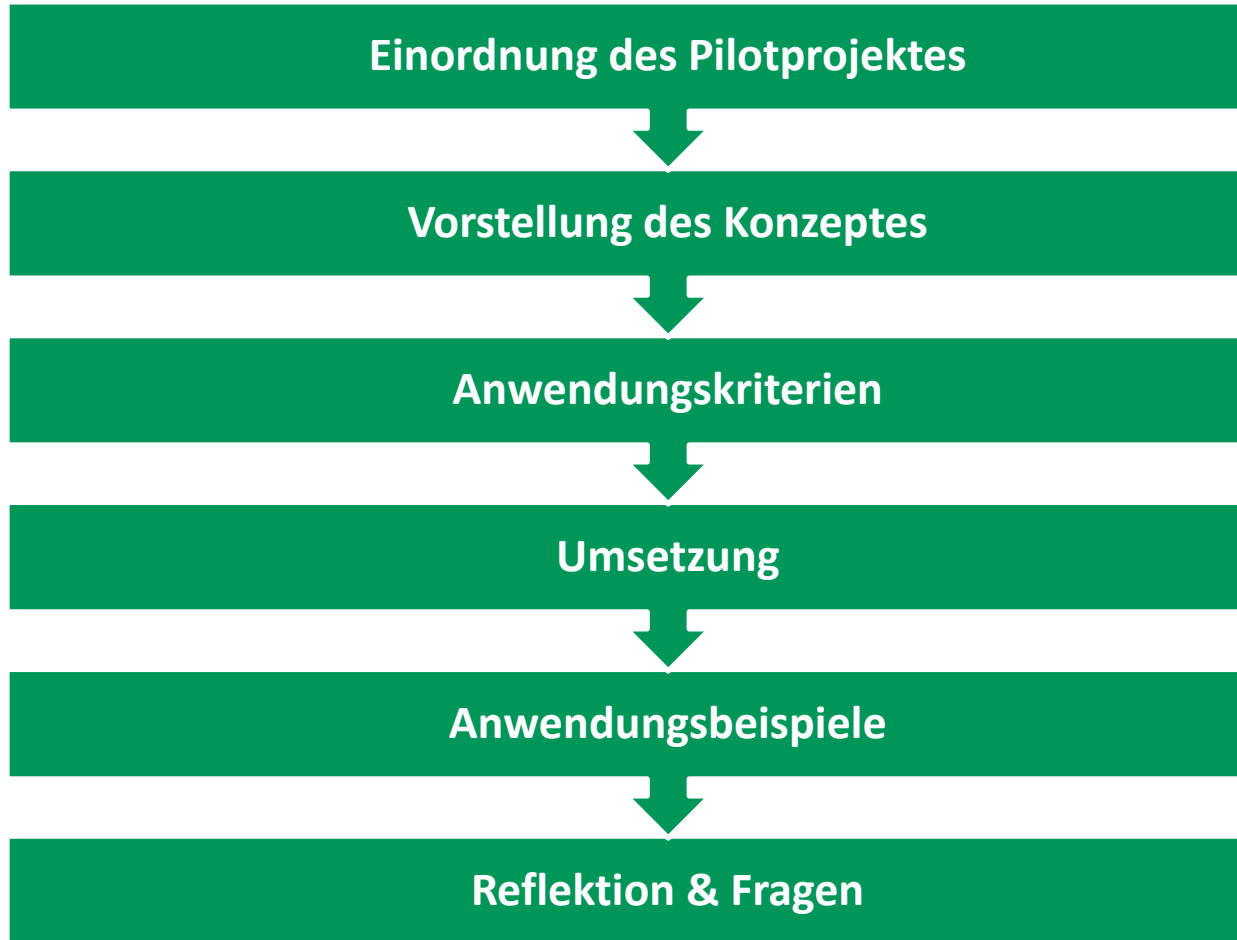 Einordnung des Pilotprojektes
Vorstellung des Konzeptes
Anwendungskriterien
Umsetzung
Anwendungsbeispiele
Reflektion & Fragen